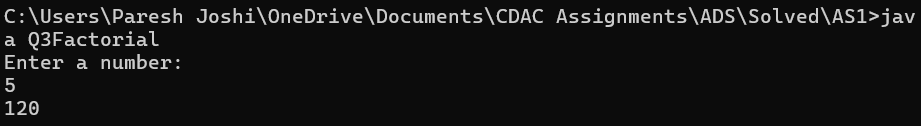 C:\Users\Paresh Joshi\OneDrive\Documents\CDAC Assignments\ADS\Solved\AS1>jav
a Q3Factorial
Enter a number:
5
120